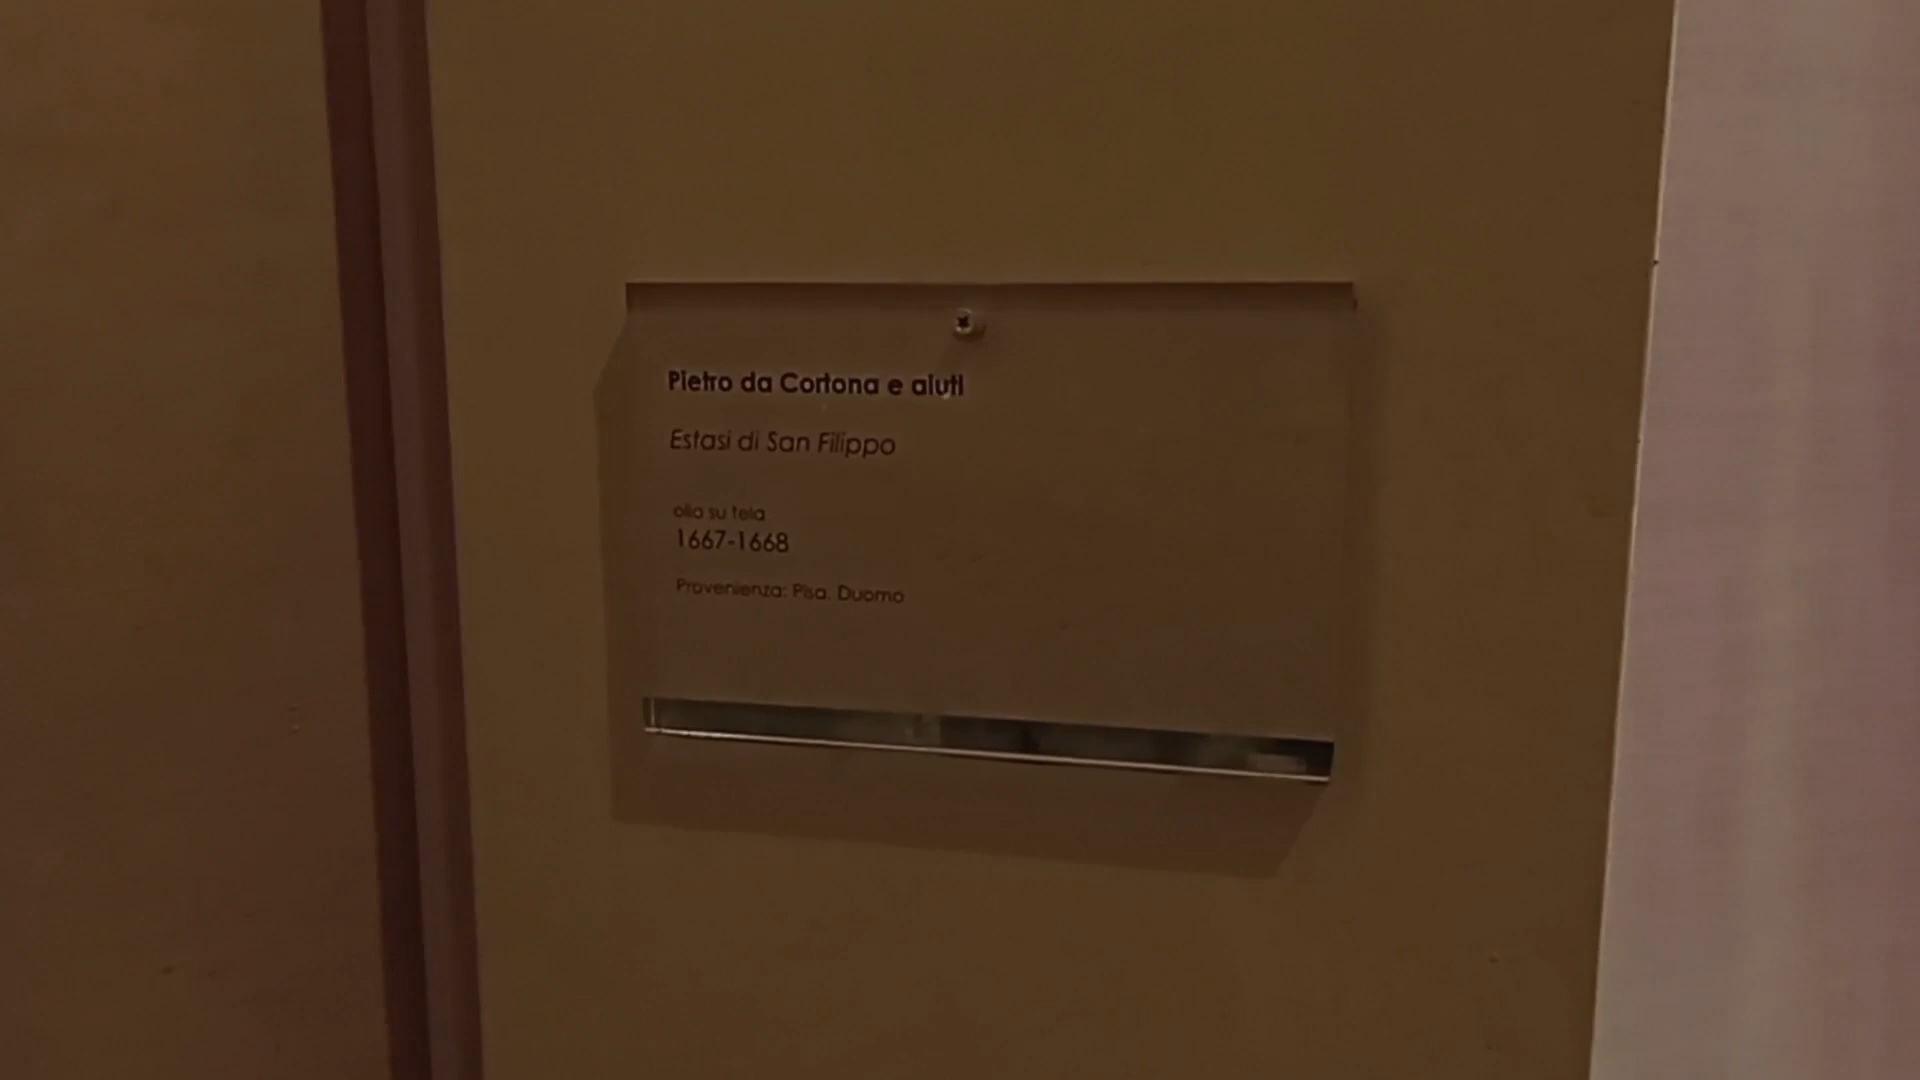 Pietro da Cortona e aiuti
Estasi di San Filippo
olio su tela
1667-1668
Provenienza: Pisa. Duomo